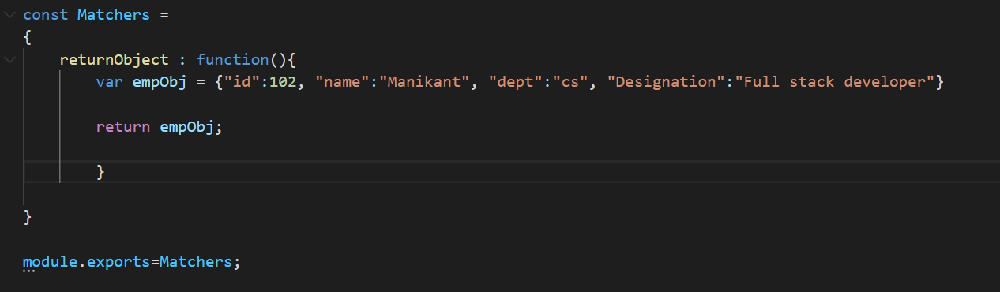 const Matchers =
{
    returnObject : function(){
        var empObj = {"id":102, "name":"Manikant", "dept":"cs", "Designation":"Full stack developer"}
        return empObj;
        }
}
module.exports=Matchers;